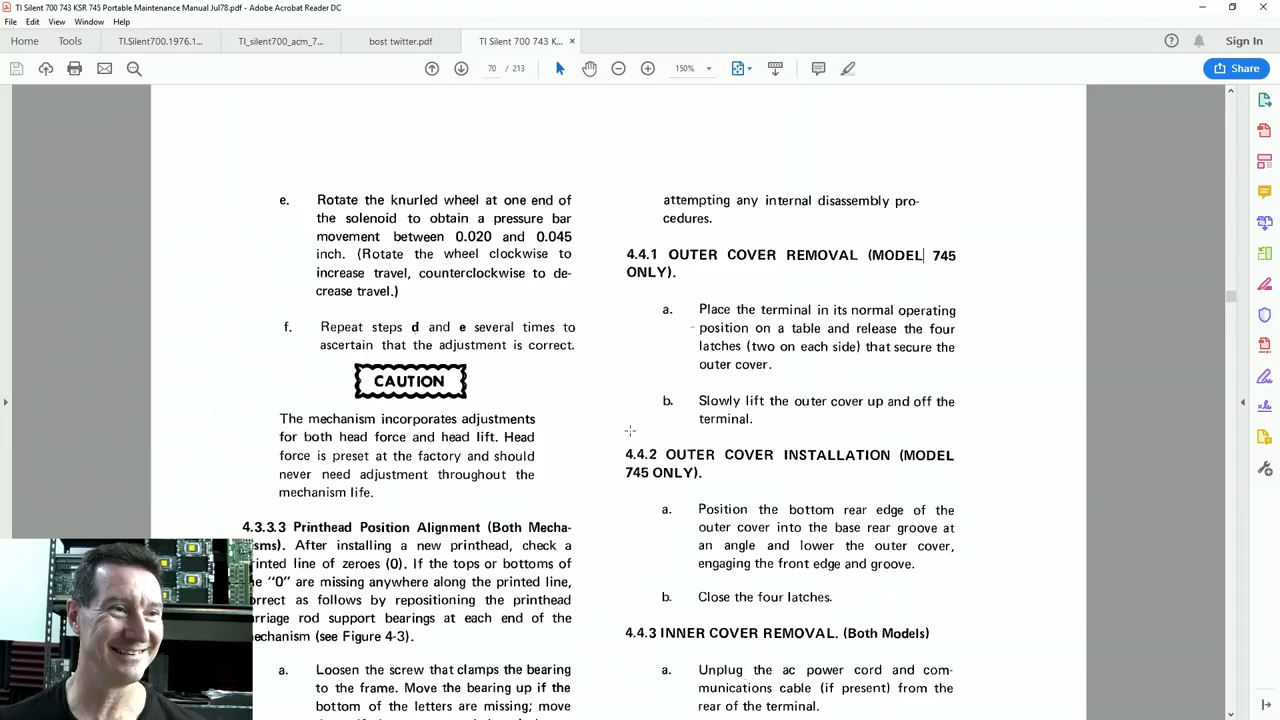 TI Silent 700 743 KSR 745 Portable Maintenance Manual Jul78.pdf - Adobe Acrobat Reader DC
File Edit View Window Help
Home Tools TI.Silent700.1976.1... TI_silent700_acm_7... bost twitter.pdf TI Silent 700 743 K... × Sign In
70 / 213 150% Share
e. Rotate the knurled wheel at one end of
the solenoid to obtain a pressure bar
movement between 0.020 and 0.045
inch. (Rotate the wheel clockwise to
increase travel, counterclockwise to de-
crease travel.)
f. Repeat steps d and e several times to
ascertain that the adjustment is correct.
CAUTION
The mechanism incorporates adjustments
for both head force and head lift. Head
force is preset at the factory and should
never need adjustment throughout the
mechanism life.
4.3.3.3 Printhead Position Alignment (Both Mecha-
isms). After installing a new printhead, check a
rinted line of zeroes (0). If the tops or bottoms of
he "0" are missing anywhere along the printed line,
orrect as follows by repositioning the printhead
arriage rod support bearings at each end of the
echanism (see Figure 4-3).
a. Loosen the screw that clamps the bearing
to the frame. Move the bearing up if the
bottom of the letters are missing; move
attempting any internal disassembly pro-
cedures.
4.4.1 OUTER COVER REMOVAL (MODEL 745
ONLY).
a. Place the terminal in its normal operating
position on a table and release the four
latches (two on each side) that secure the
outer cover.
b. Slowly lift the outer cover up and off the
terminal.
4.4.2 OUTER COVER INSTALLATION (MODEL
745 ONLY).
a. Position the bottom rear edge of the
outer cover into the base rear groove at
an angle and lower the outer cover,
engaging the front edge and groove.
b. Close the four latches.
4.4.3 INNER COVER REMOVAL. (Both Models)
a. Unplug the ac power cord and com-
munications cable (if present) from the
rear of the terminal.